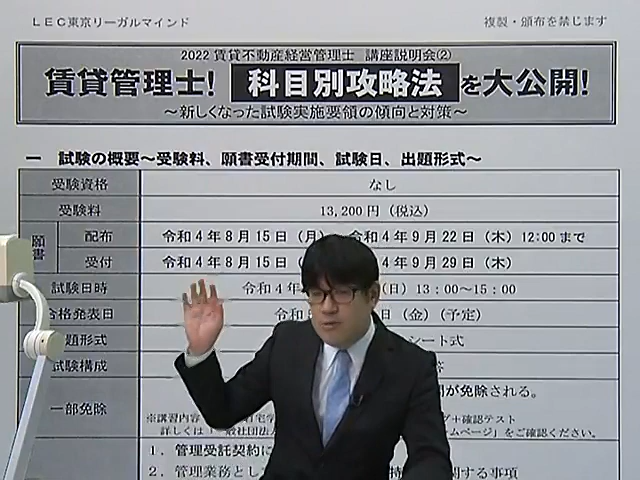 LEC東京リーガルマインド
複製・頒布を禁じます
2022 賃貸不動産経営管理士 講座説明会②
賃貸管理士! 科目別攻略法を大公開!
~新しくなった試験実施要領の傾向と対策~
一 試験の概要~受験料、願書受付期間、試験日、出題形式~
受験資格 なし
受験料 13,200円(税込)
願書 配布 令和4年8月15日(月) 令和4年9月22日(木)12:00まで
受付 令和4年8月15日(月) 令和4年9月29日(木)
試験日時 令和4年 (日)13:00~15:00
合格発表日 令和 日(金)(予定)
題形式 シート式
試験構成
一部免除 が免除される。
※講習内容 +確認テスト
詳しくは ームページ」をご確認ください。
1.管理受託契約に
2.管理業務とし 関する事項